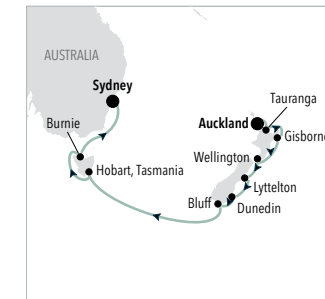 AUSTRALIA
Sydney
Burnie
Hobart, Tasmania
Auckland
Tauranga
Gisborne
Wellington
Lyttelton
Dunedin
Bluff